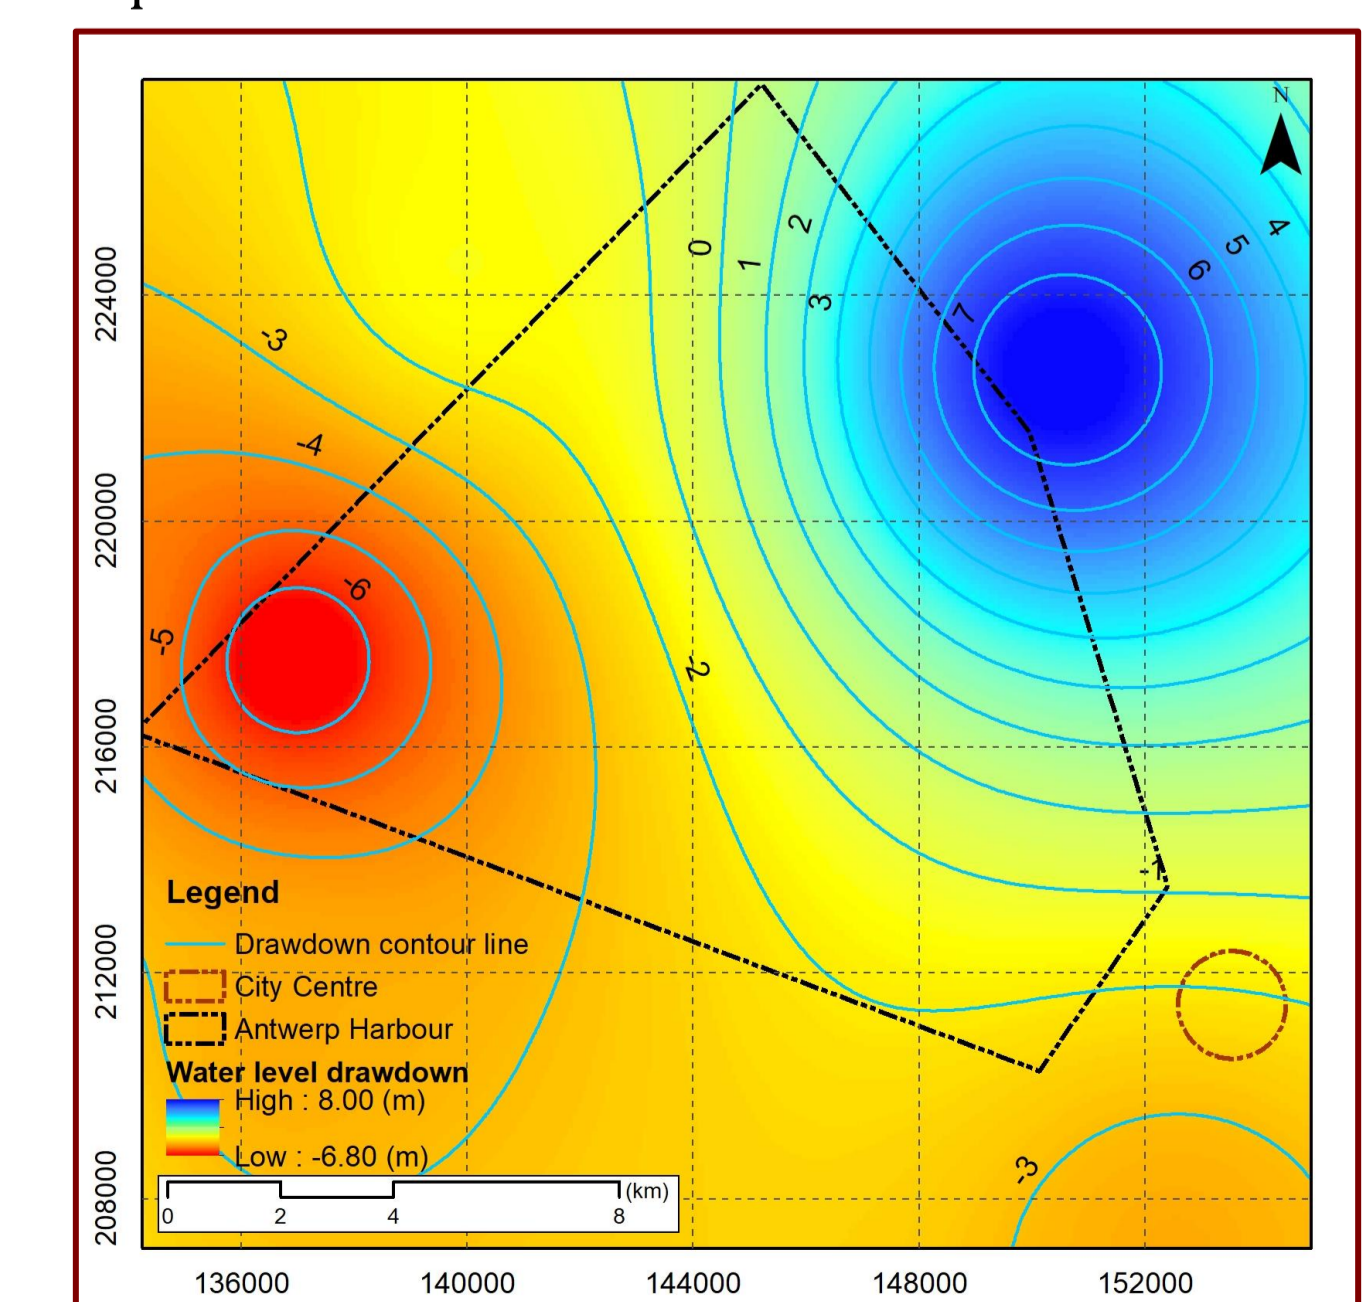 N
4
2
5
0
1
6
224000
3
7
-3
-4
220000
-6
-5
-2
216000
-1
Legend
Drawdown contour line
212000
City Centre
Antwerp Harbour
Water level drawdown
High : 8.00 (m)
Low : -6.80 (m)
-3
208000
(km)
0 2 4 8
136000 140000 144000 148000 152000